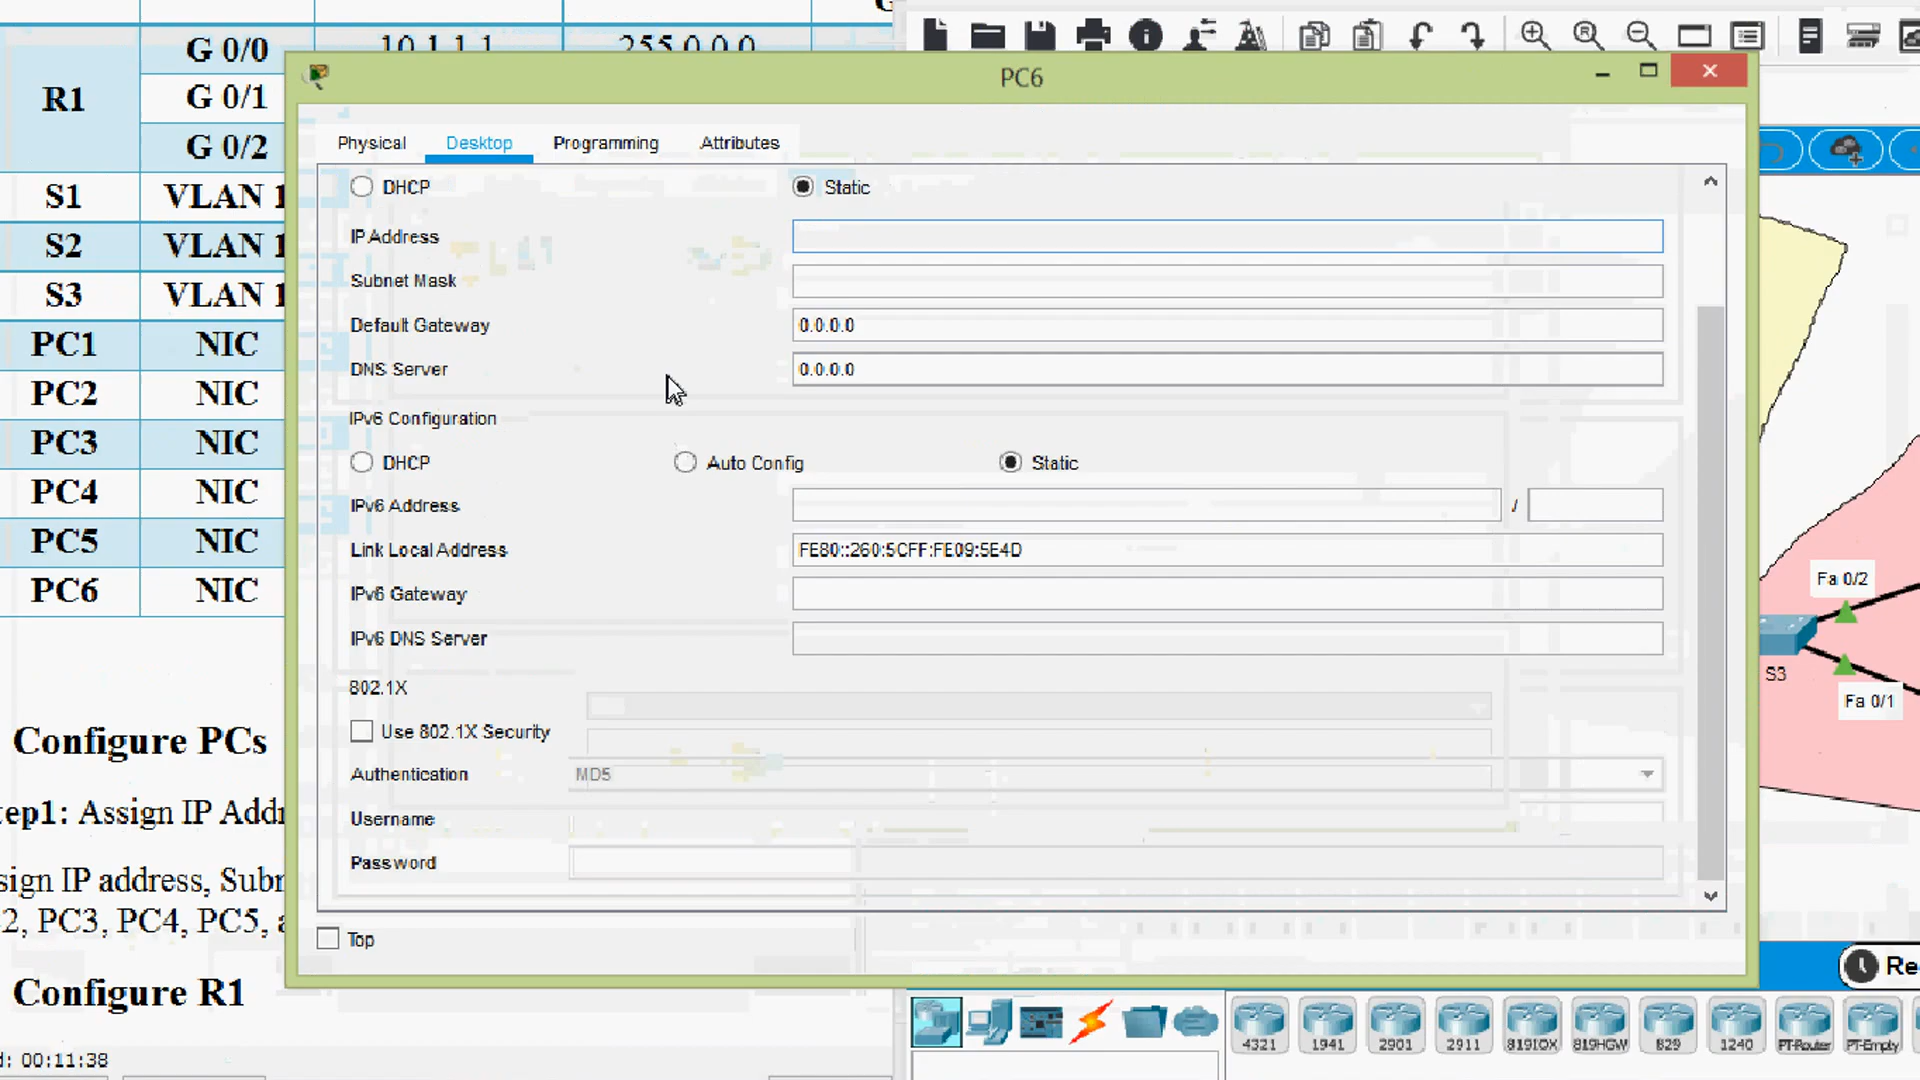 G 0/0 10.1.1.1 255.0.0.0
R1
G 0/1
G 0/2
S1 VLAN 1
S2 VLAN 1
S3 VLAN 1
PC1 NIC
PC2 NIC
PC3 NIC
PC4 NIC
PC5 NIC
PC6 NIC
Configure PCs
tep1: Assign IP Addr
sign IP address, Subn
2, PC3, PC4, PC5, a
Configure R1
d: 00:11:38
PC6
Physical Desktop Programming Attributes
DHCP Static
IP Address
Subnet Mask
Default Gateway 0.0.0.0
DNS Server 0.0.0.0
IPv6 Configuration
DHCP Auto Config Static
IPv6 Address /
Link Local Address FE80::260:5CFF:FE09:5E4D
IPv6 Gateway
IPv6 DNS Server
802.1X
Use 802.1X Security
Authentication MD5
Username
Password
Top
Fa 0/2
S3
Fa 0/1
Re
4321 1941 2901 2911 819IOX 819HGW 829 1240 PT-Router PT-Empty